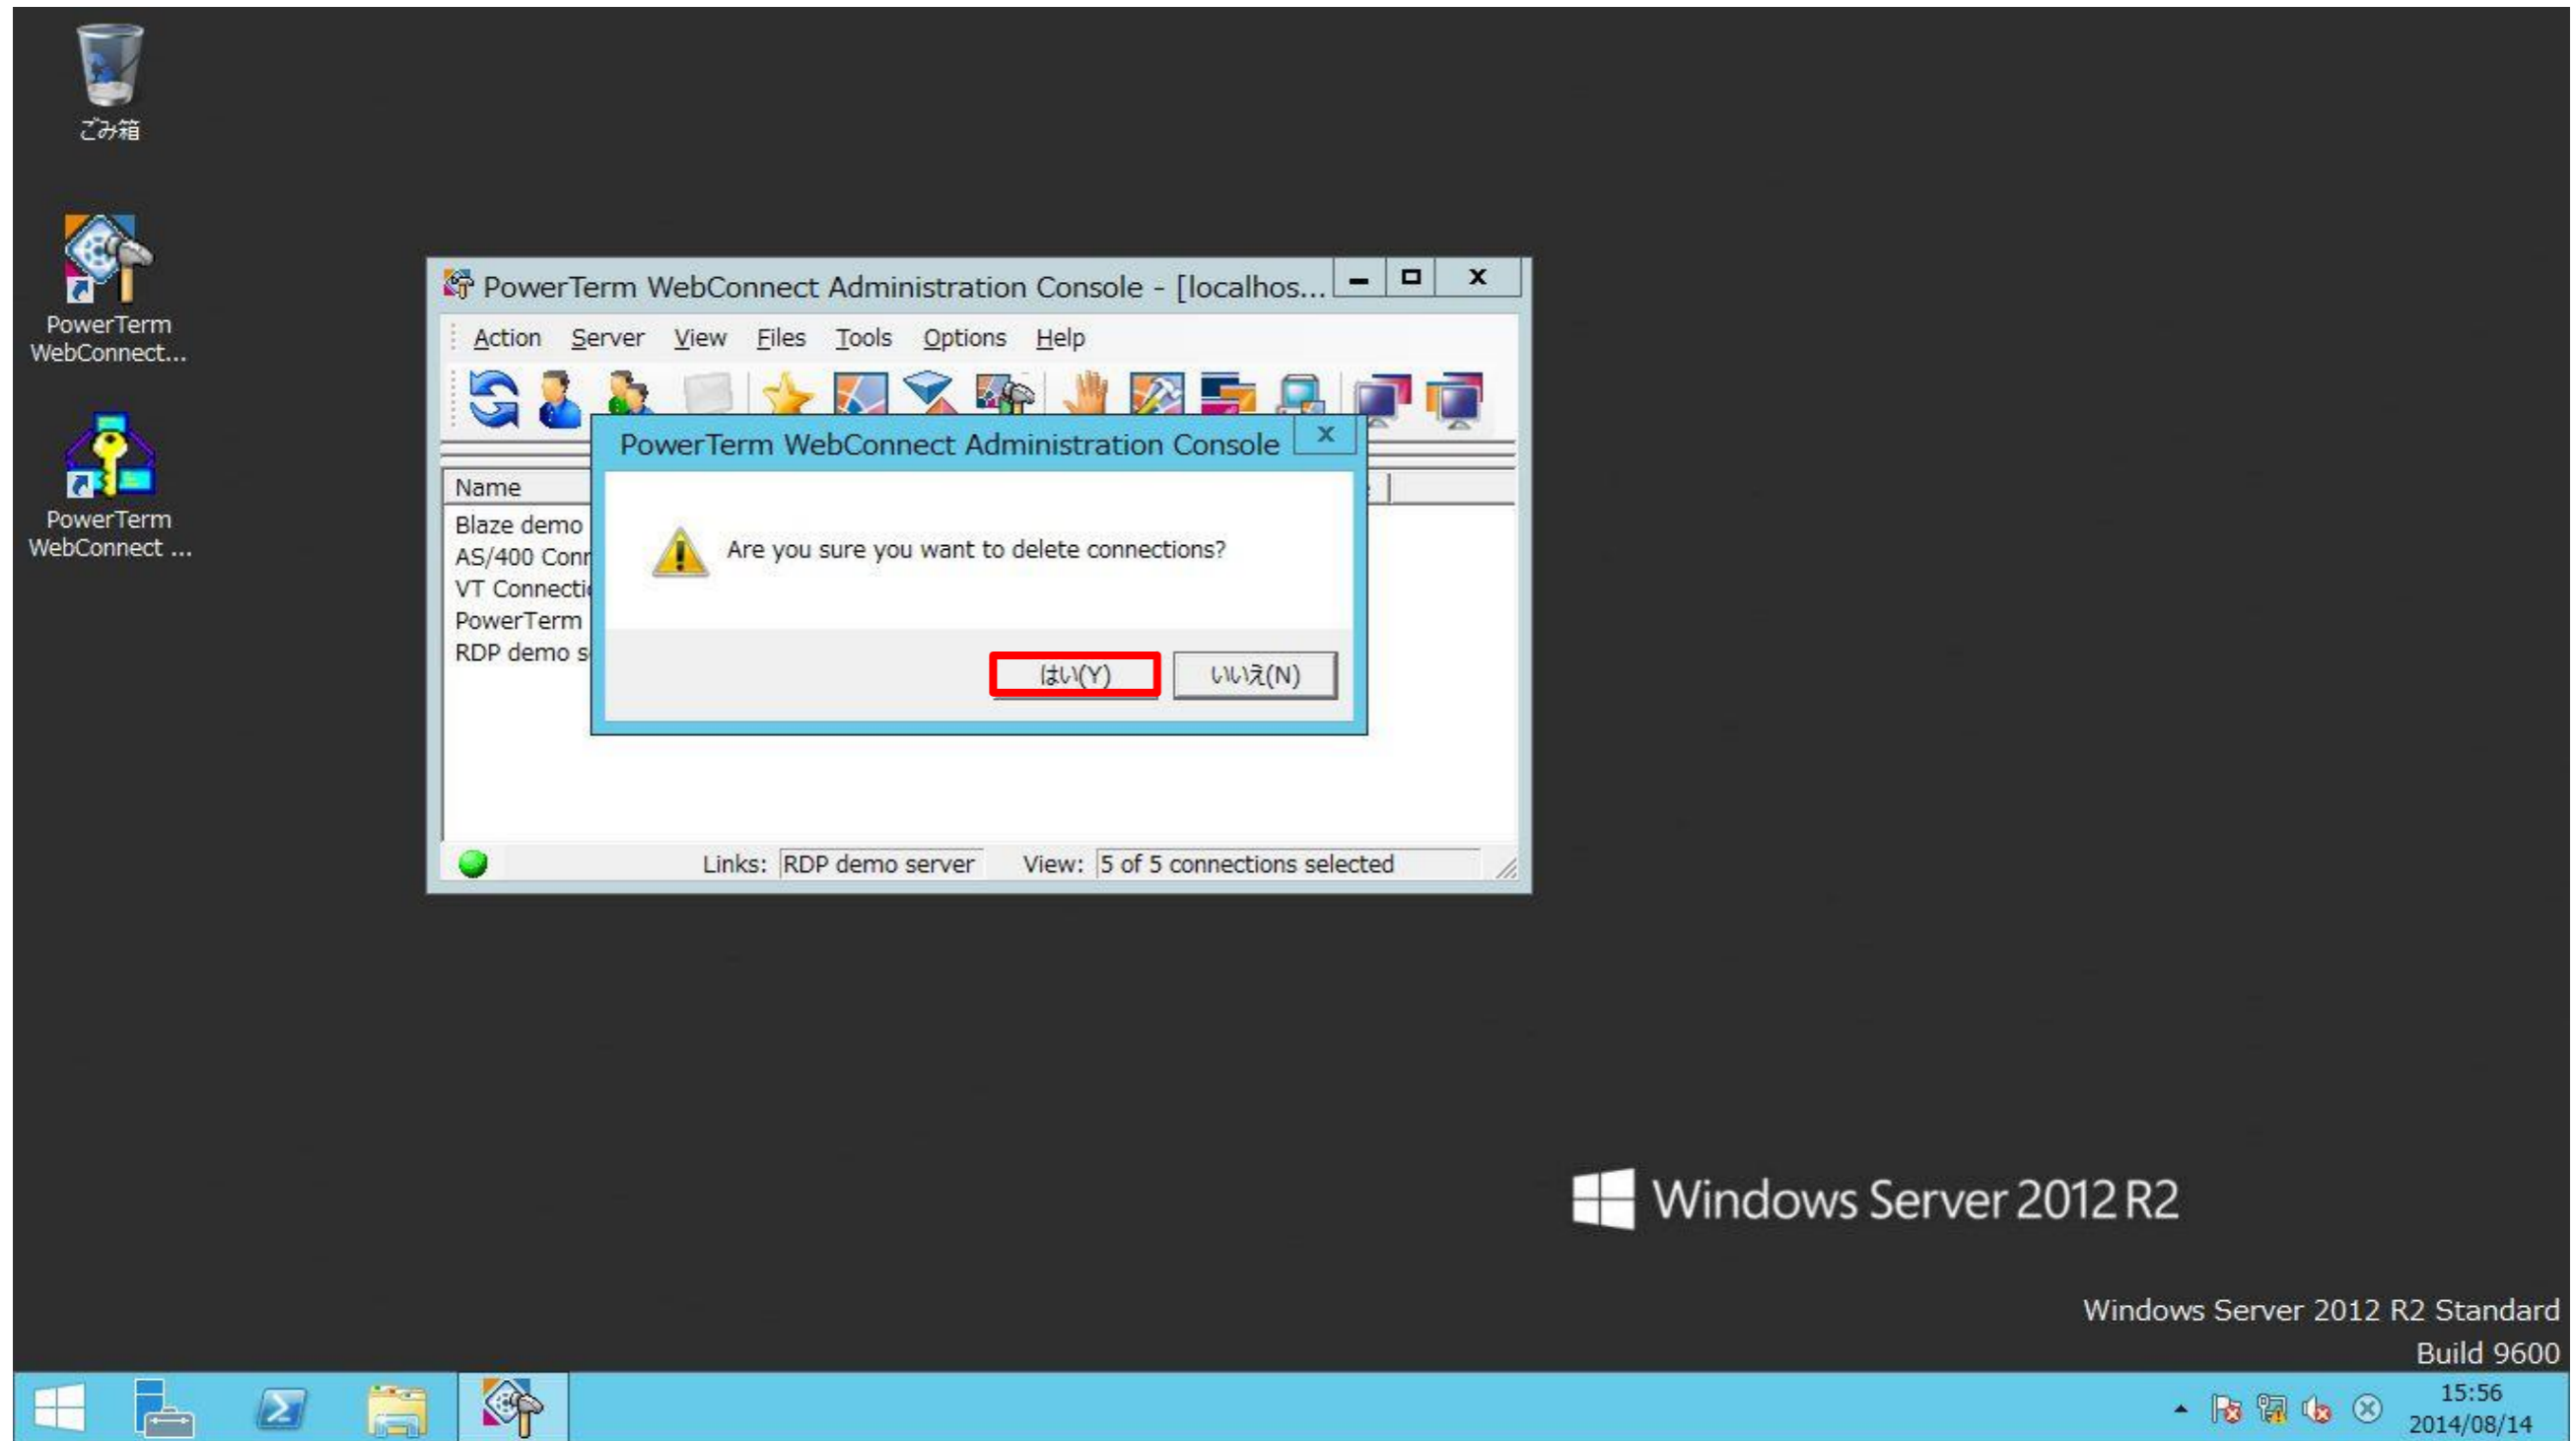 ごみ箱
PowerTerm
WebConnect...
PowerTerm
WebConnect ...
PowerTerm WebConnect Administration Console - [localhos...
Action Server View Files Tools Options Help
PowerTerm WebConnect Administration Console
Name
Blaze demo
AS/400
VT
PowerTerm
RDP demo
Are you sure you want to delete connections?
はい(Y) いいえ(N)
Links: RDP demo server View: 5 of 5 connections selected
Windows Server 2012 R2
Windows Server 2012 R2 Standard
Build 9600
15:56
2014/08/14